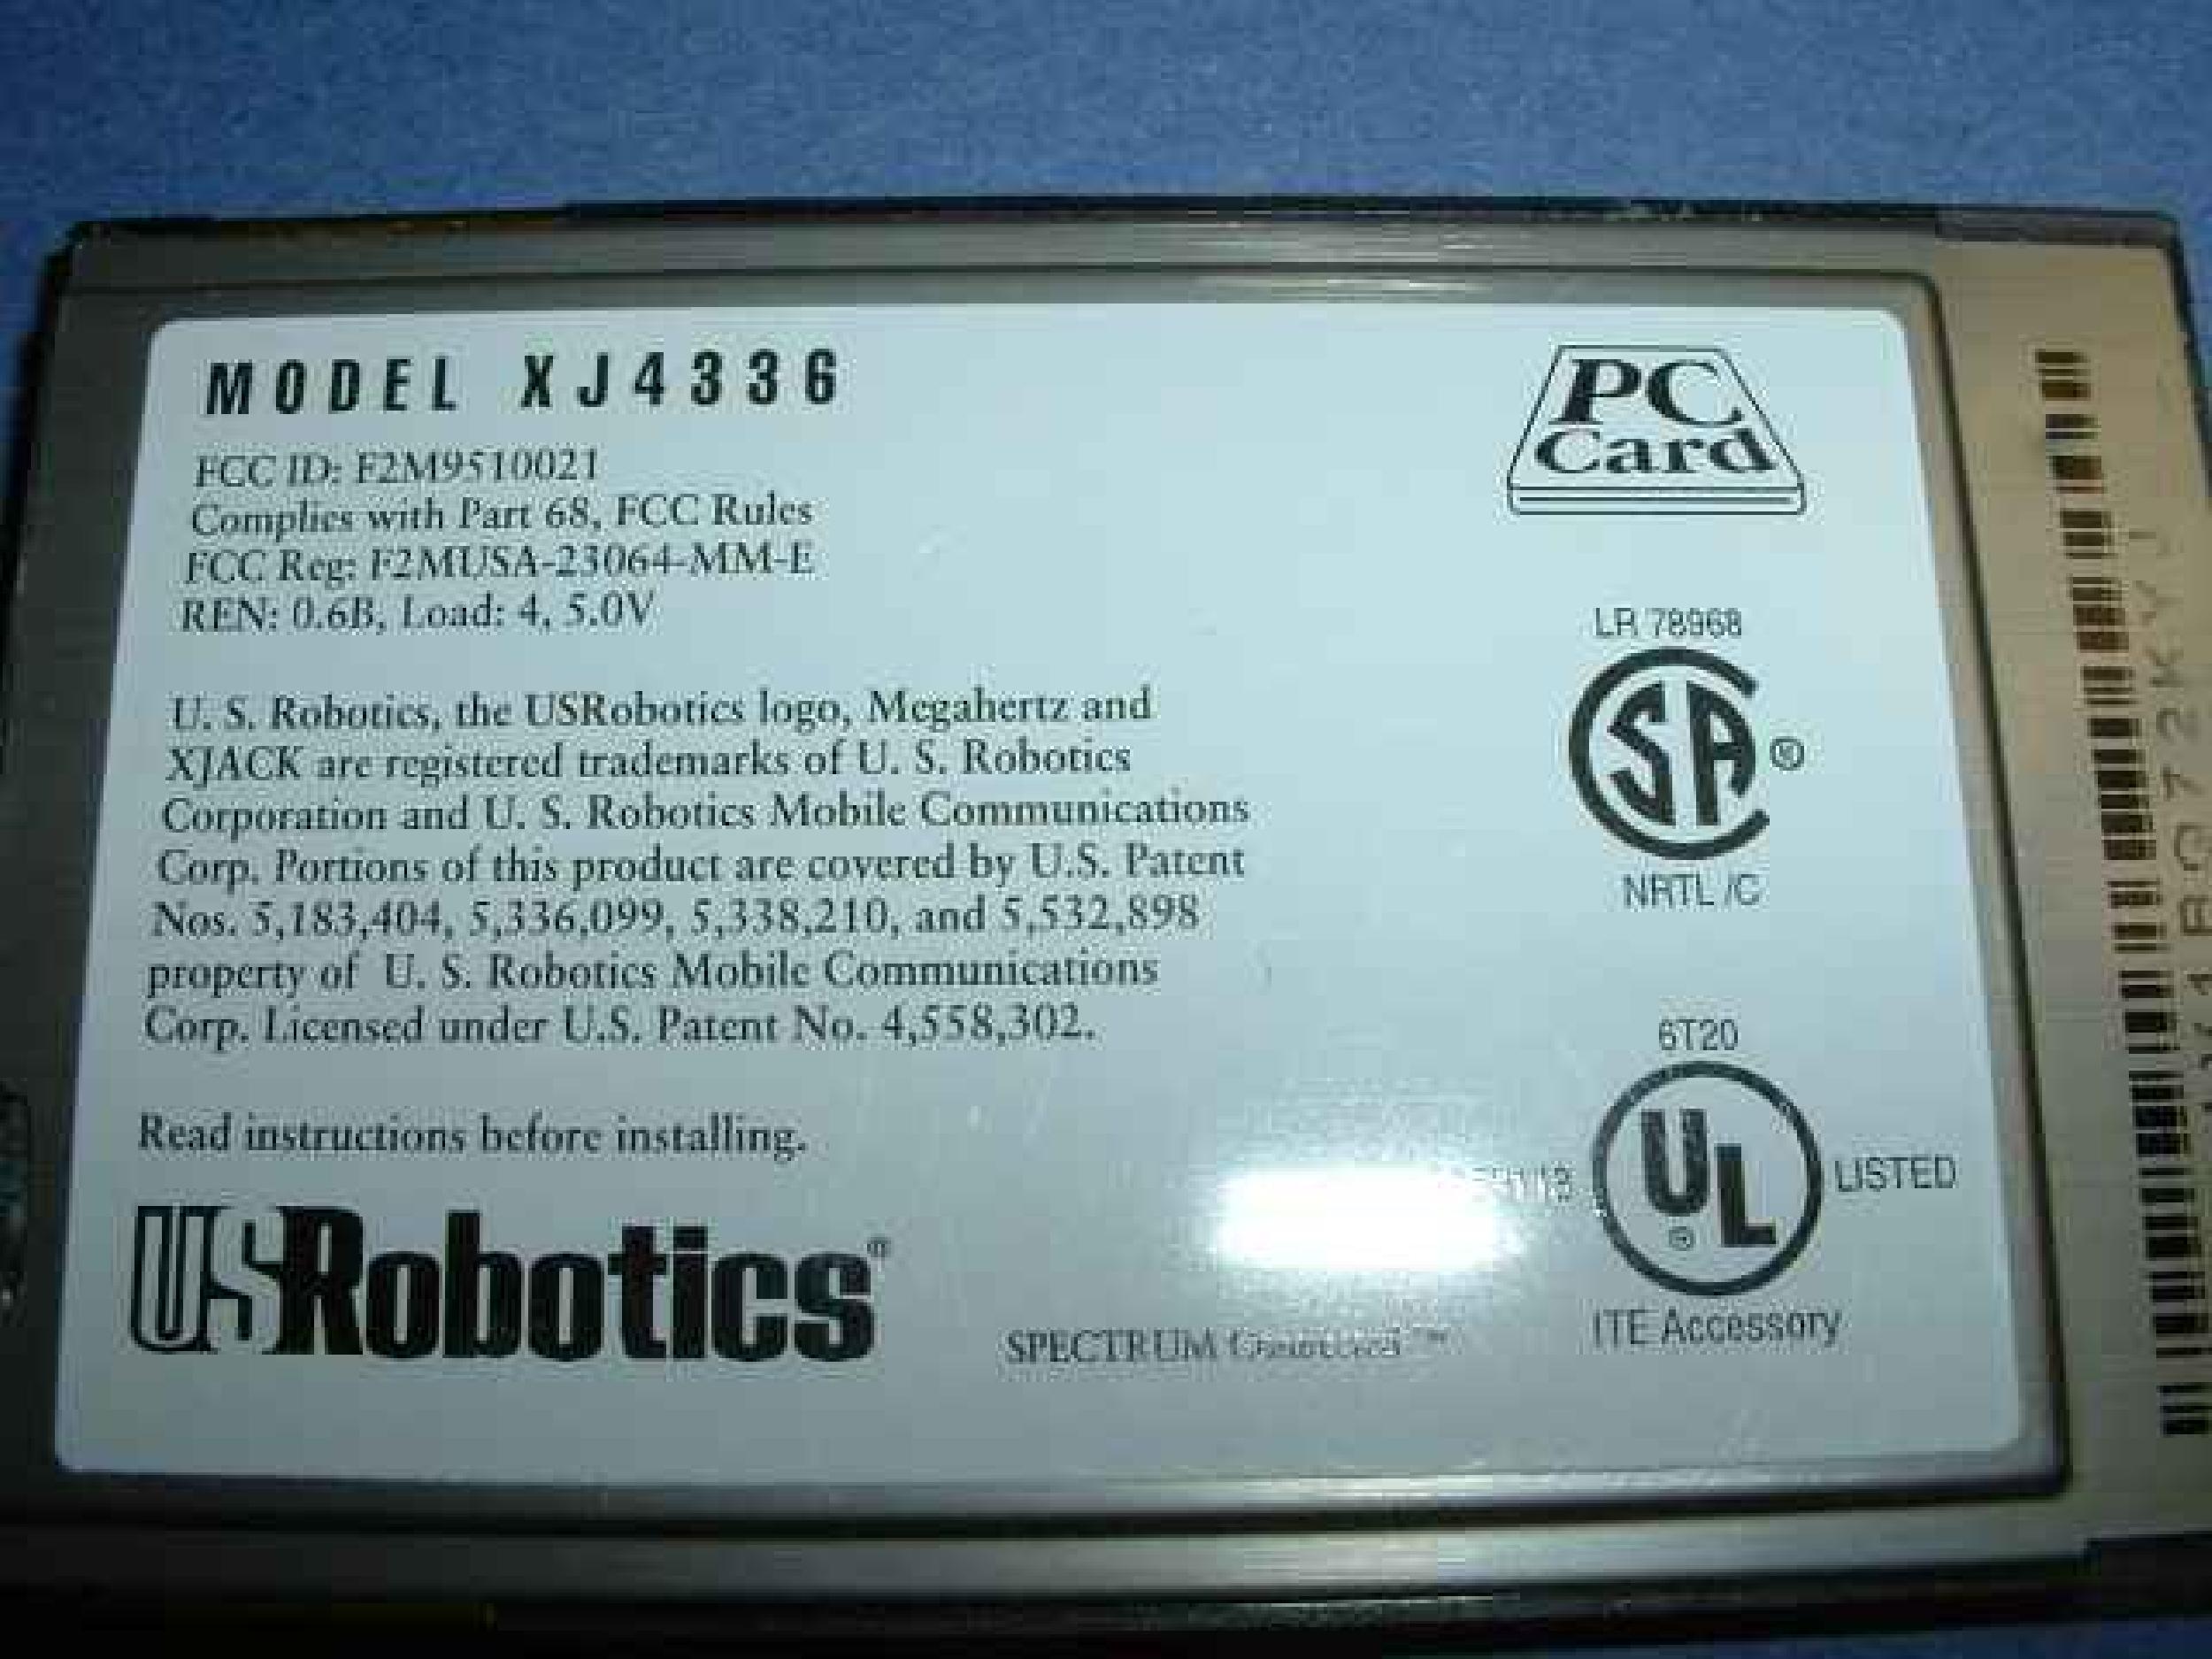 MODEL XJ4336
FCC ID: F2M9510021
Complies with Part 68, FCC Rules
FCC Reg: F2MUSA-23064-MM-E
REN: 0.6B, Load: 4, 5.0V
U. S. Robotics, the USRobotics logo, Megahertz and
XJACK are registered trademarks of U. S. Robotics
Corporation and U. S. Robotics Mobile Communications
Corp. Portions of this product are covered by U.S. Patent
Nos. 5,183,404, 5,336,099, 5,338,210, and 5,532,898
property of U. S. Robotics Mobile Communications
Corp. Licensed under U.S. Patent No. 4,558,302.
Read instructions before installing.
USRobotics®
SPECTRUM
PC
Card
LR 78968
SA ®
NRTL /C
6T20
UL ®
LISTED
ITE Accessory